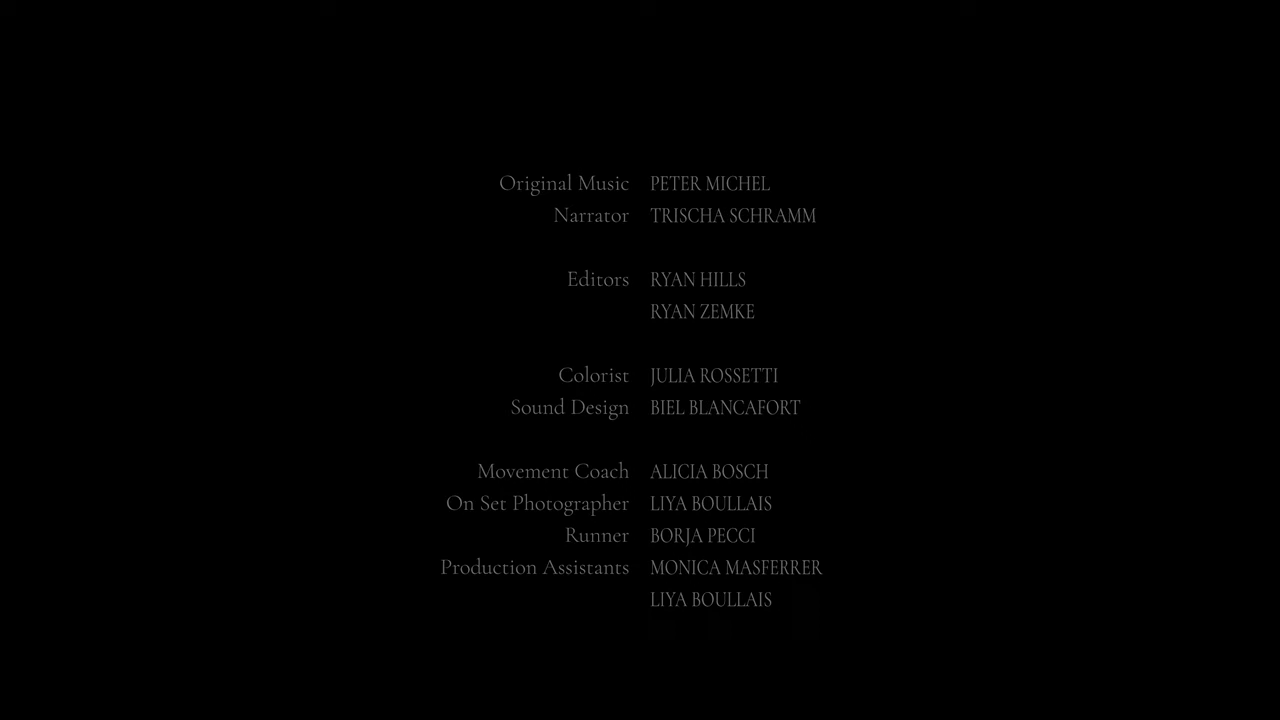 Original Music PETER MICHEL
Narrator TRISCHA SCHRAMM
Editors RYAN HILLS
RYAN ZEMKE
Colorist JULIA ROSSETTI
Sound Design BIEL BLANCAFORT
Movement Coach ALICIA BOSCH
On Set Photographer LIYA BOULLAIS
Runner BORJA PECCI
Production Assistants MONICA MASFERRER
LIYA BOULLAIS